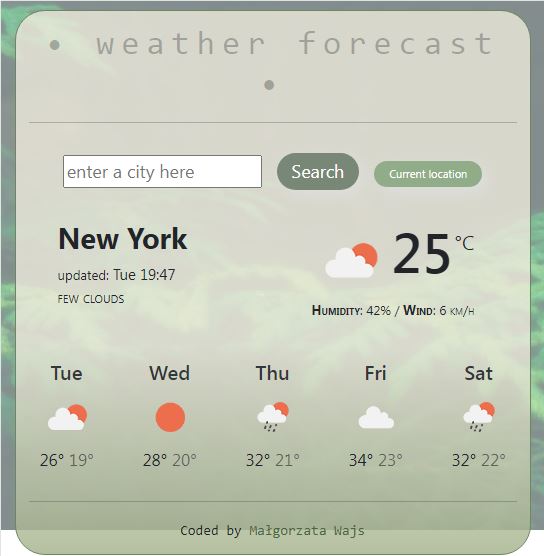 • weather forecast
•
enter a city here Search Current location
New York 25 °C
updated: Tue 19:47
FEW CLOUDS HUMIDITY: 42% / WIND: 6 KM/H
Tue Wed Thu Fri Sat
26° 19° 28° 20° 32° 21° 34° 23° 32° 22°
Coded by Małgorzata Wajs